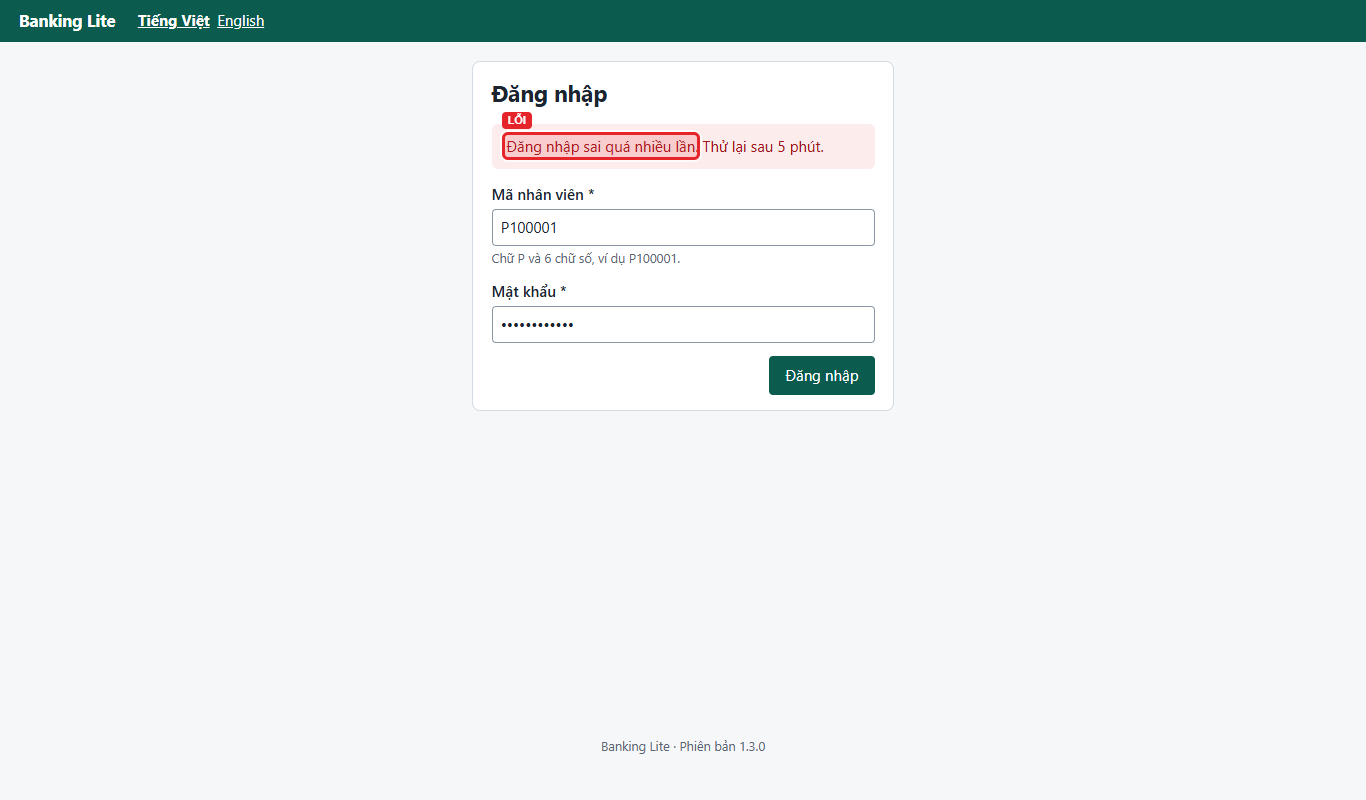 Banking Lite Tiếng Việt English
Đăng nhập
LỖI
Đăng nhập sai quá nhiều lần. Thử lại sau 5 phút.
Mã nhân viên *
P100001
Chữ P và 6 chữ số, ví dụ P100001.
Mật khẩu *
••••••••••••
Đăng nhập
Banking Lite · Phiên bản 1.3.0